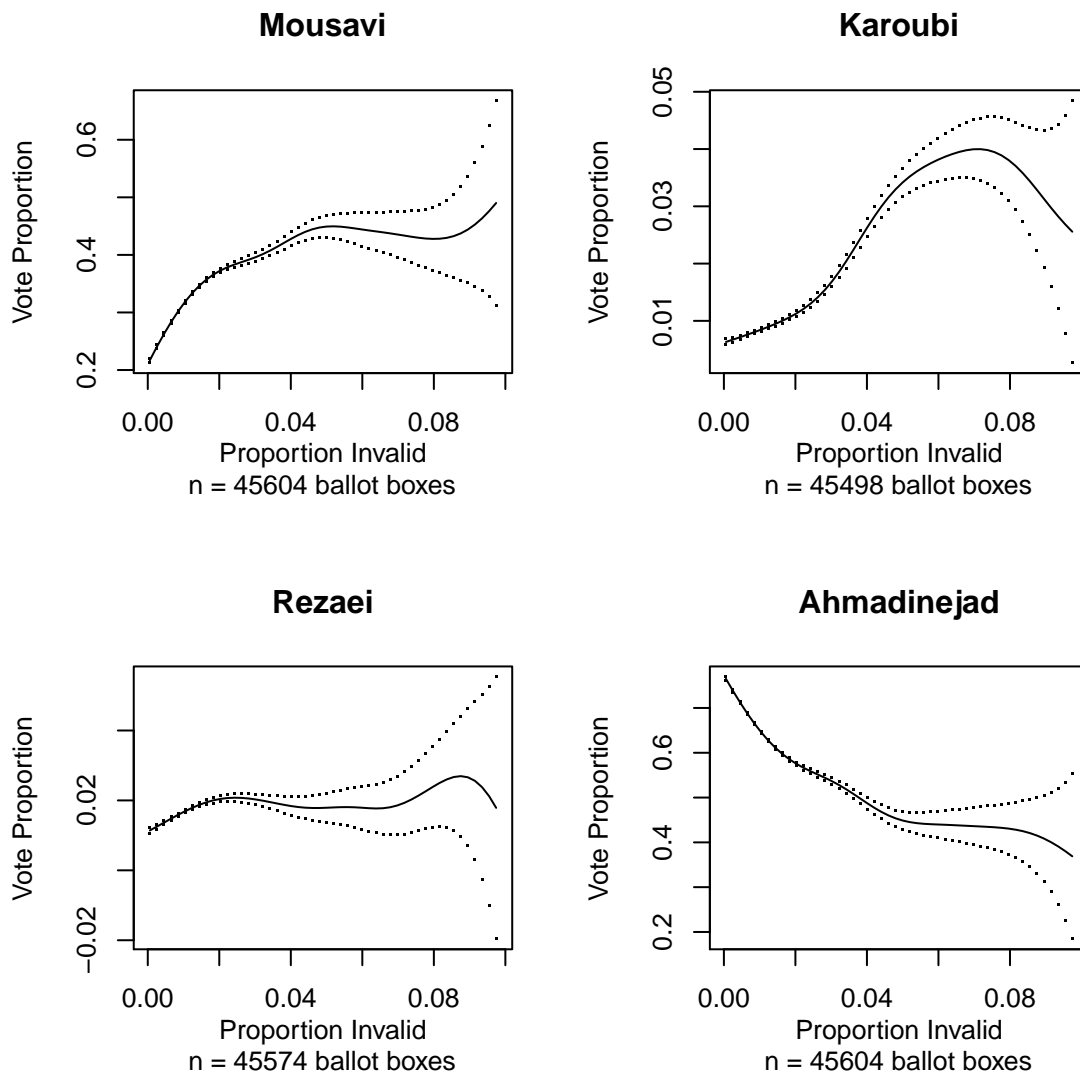 Mousavi
Vote Proportion
0.6
0.4
0.2
0.00 0.04 0.08
Proportion Invalid
n = 45604 ballot boxes
Karoubi
Vote Proportion
0.05
0.03
0.01
0.00 0.04 0.08
Proportion Invalid
n = 45498 ballot boxes
Rezaei
Vote Proportion
0.02
−0.02
0.00 0.04 0.08
Proportion Invalid
n = 45574 ballot boxes
Ahmadinejad
Vote Proportion
0.6
0.4
0.2
0.00 0.04 0.08
Proportion Invalid
n = 45604 ballot boxes